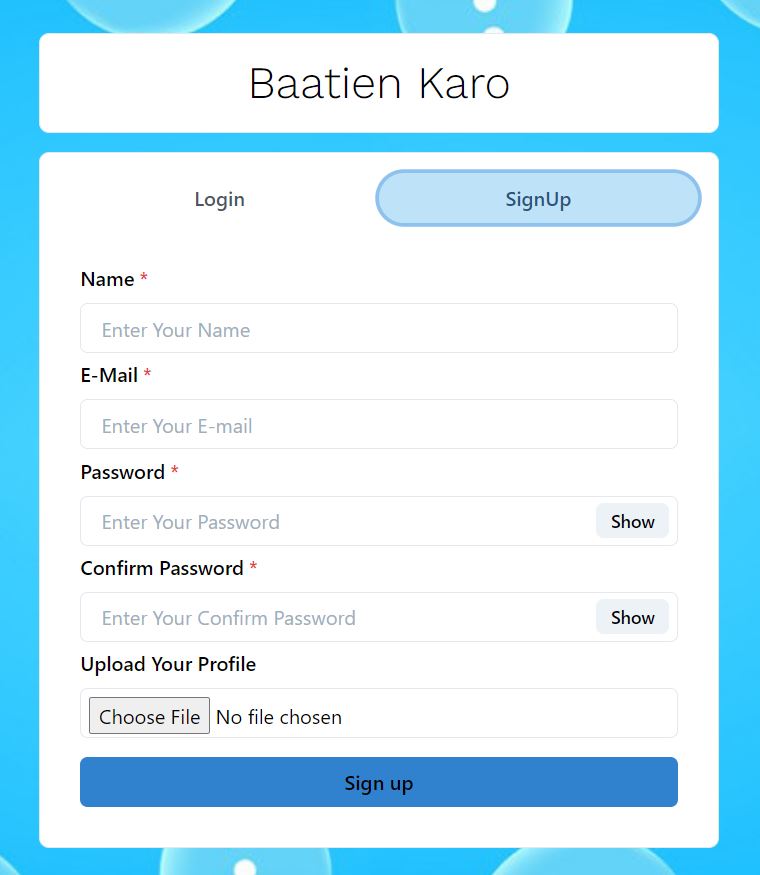 Baatien Karo
Login SignUp
Name *
Enter Your Name
E-Mail *
Enter Your E-mail
Password *
Enter Your Password Show
Confirm Password *
Enter Your Confirm Password Show
Upload Your Profile
Choose File No file chosen
Sign up